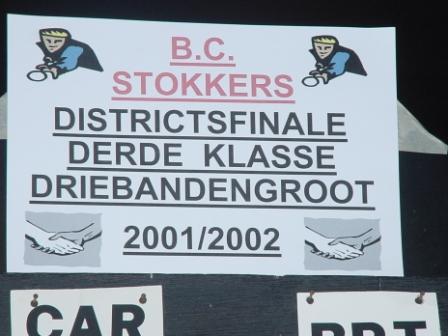 B.C.
STOKKERS
DISTRICTSFINALE
DERDE KLASSE
DRIEBANDENGROOT
2001/2002
CAR